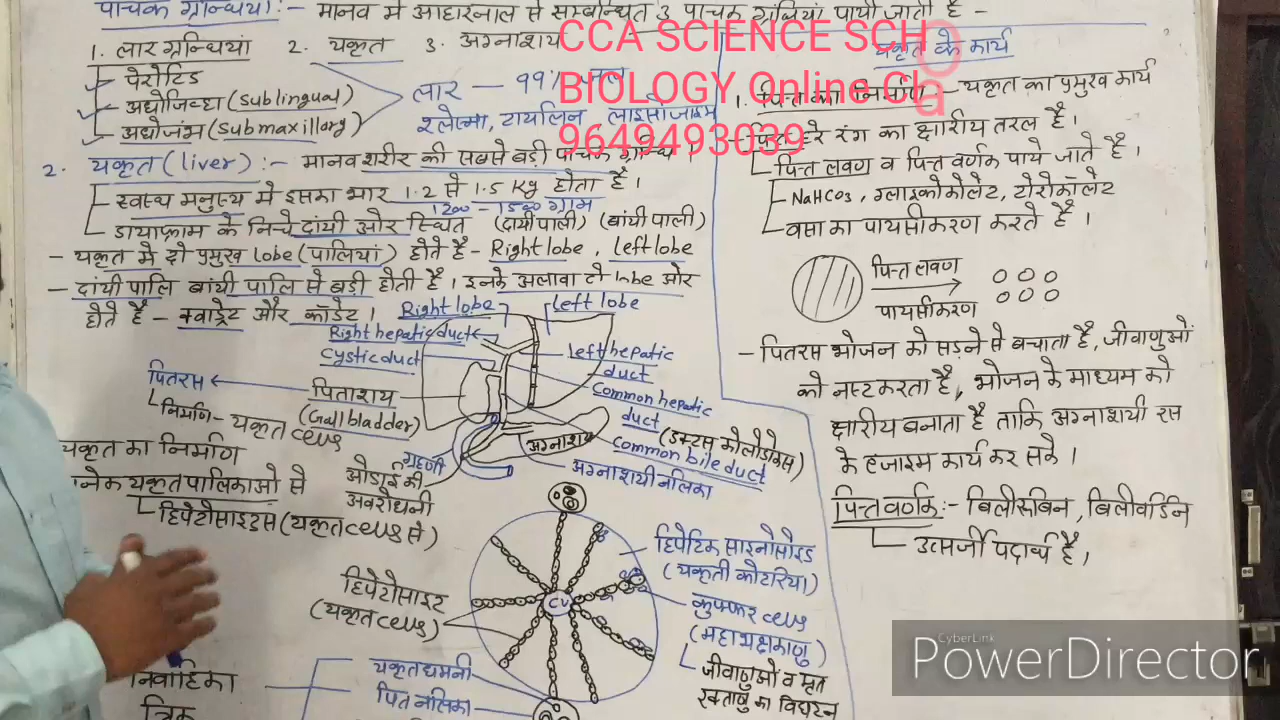 पाचक ग्रन्थियाँ :- मानव में आहारनाल से सम्बन्धित 3 पाचक ग्रंथियां पायी जाती है -
1. लार ग्रन्थियां 2. यकृत 3. अग्नाशय
पेरोटिड
अधोजिव्हा (Sublingual)
अधोजंभ (Submaxillary)
लार — 99% जल
श्लेष्मा, टायलिन, लाइसोजाइम
CCA SCIENCE SCH
BIOLOGY Online Cla
9649493039
2. यकृत (liver) :- मानव शरीर की सबसे बड़ी पाचक ग्रन्थि
स्वस्थ मनुष्य में इसका भार 1.2 से 1.5 kg होता है।
1200 - 1500 ग्राम
डायाफ्राम के निचे दांयी ओर स्थित (दायी पाली) (बांयी पाली)
- यकृत में दो प्रमुख Lobe (पालियां) होते है - Right lobe, left lobe
- दांयी पालि बांयी पालि से बड़ी होती है। इनके अलावा दो lobe और
होते है - क्वाड्रेट और कॉडेट।
Right lobe
Left lobe
Right hepatic duct
Cystic duct
Left hepatic
duct
पितरस
पिताशय
(Gallbladder)
निर्माण - यकृत cells
Common hepatic
duct
(डक्टस कोलीडोकस)
common bile duct
अग्नाशय
अग्नाशयी नलिका
ग्रहणी
ओडाई की
अवरोधनी
यकृत का निर्माण
अनेक यकृत पालिकाओं से
हिपेटोसाइट्स (यकृत cells से)
CV
हिपेटोसाइट
(यकृत cells)
हिपेटिक साइनोसोइड
(यकृती कोटरिया)
कुफ्फर cells
(महाभक्षकाणु)
जीवाणुओं व मृत
रक्ताणु का विघटन
यकृत धमनी
पित नलिका
निवाहिका
त्रिक
यकृत के कार्य
1. पित्त का निर्माण - यकृत का प्रमुख कार्य
हरे रंग का क्षारीय तरल है।
पित्त लवण व पित्त वर्णक पाये जाते है।
NaHCO3, ग्लाइकोकोलेट, टोरोकॉलेट
वसा का पायसीकरण करते है।
पित्त लवण
पायसीकरण
- पितरस भोजन को सड़ने से बचाता है, जीवाणुओं
को नष्ट करता है, भोजन के माध्यम को
क्षारीय बनाता है ताकि अग्नाशयी रस
के एंजाइम कार्य कर सके।
पित्त वर्णक :- बिलीरूबिन, बिलीवर्डिन
उत्सर्जी पदार्थ है,
CyberLink
PowerDirector